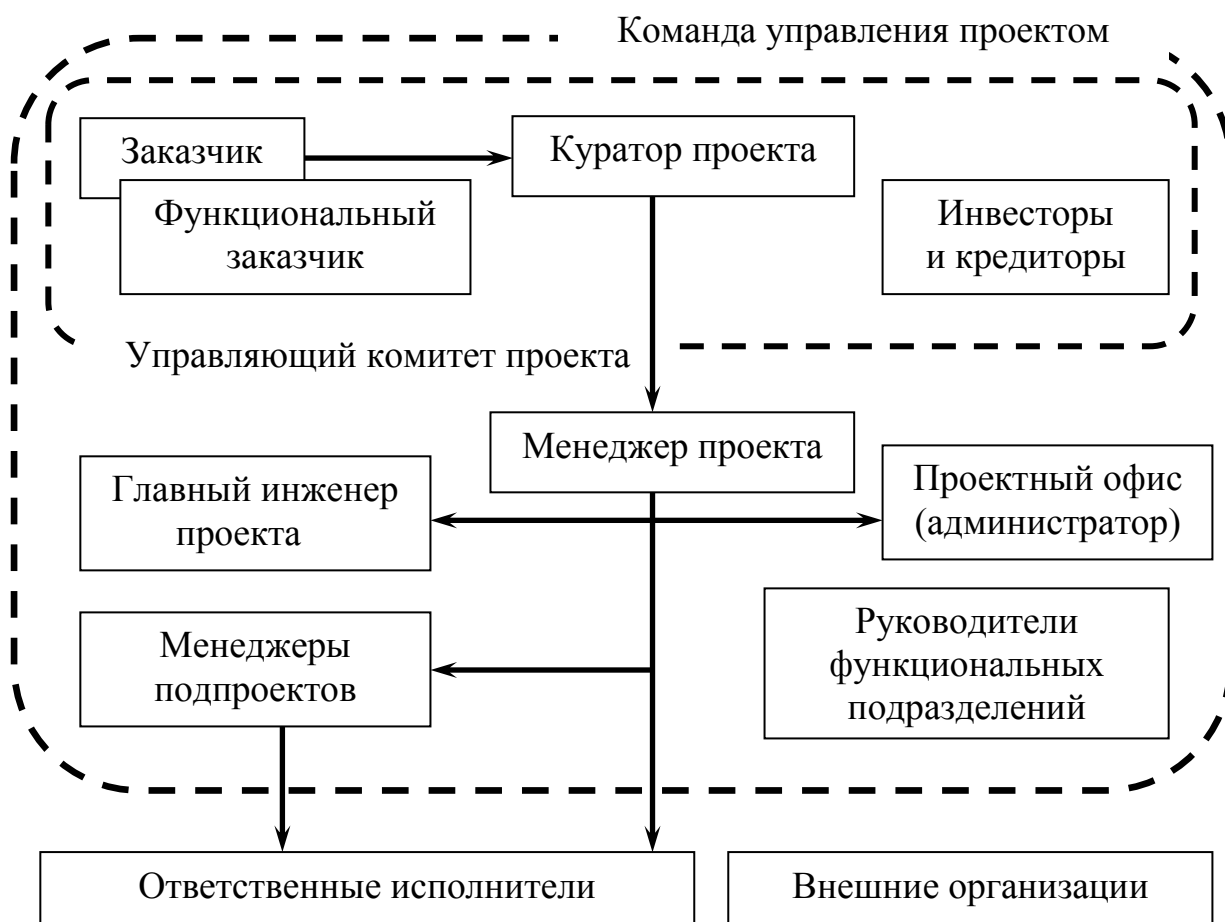 Команда управления проектом
Заказчик
Куратор проекта
Функциональный
заказчик
Инвесторы
и кредиторы
Управляющий комитет проекта
Менеджер проекта
Главный инженер
проекта
Проектный офис
(администратор)
Менеджеры
подпроектов
Руководители
функциональных
подразделений
Ответственные исполнители
Внешние организации